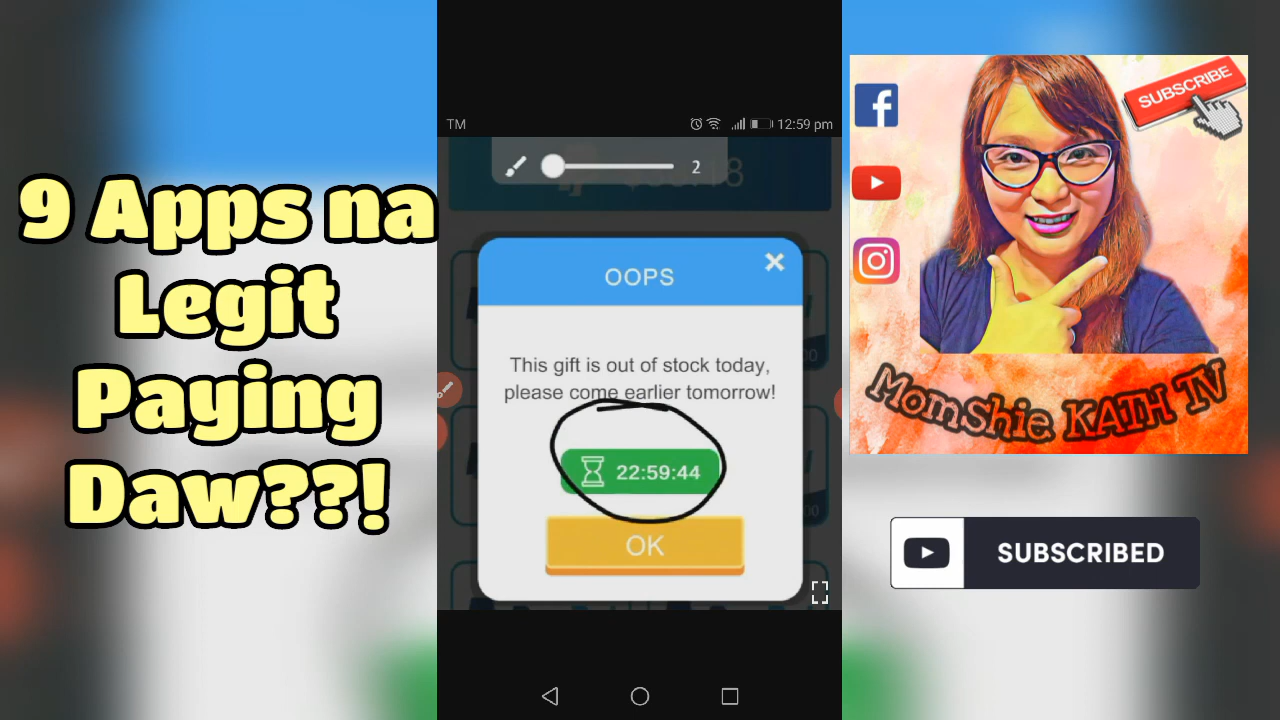 9 Apps na
Legit
Paying
Daw??!
TM
12:59 pm
2
OOPS
This gift is out of stock today,
please come earlier tomorrow!
22:59:44
OK
SUBSCRIBE
MomShie KATH TV
SUBSCRIBED